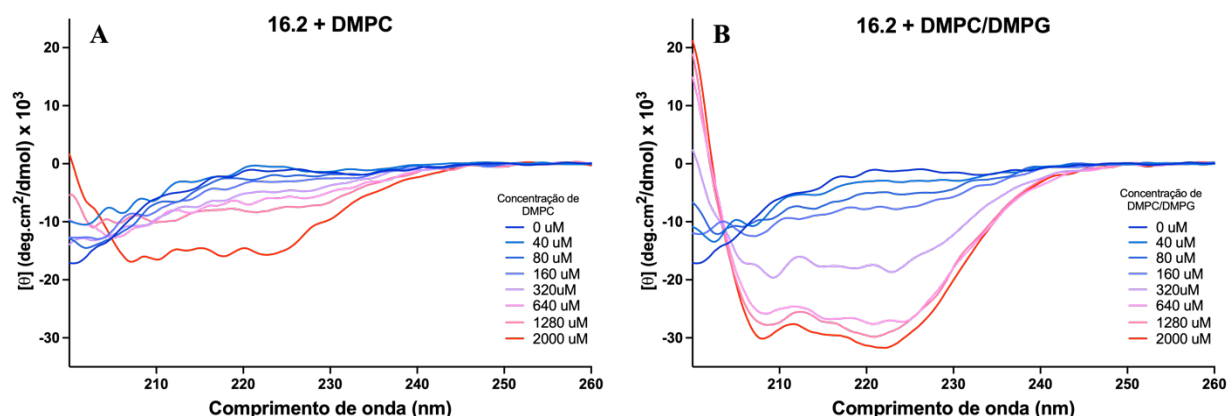 A
16.2 + DMPC
20
10
0
-10
-20
-30
[θ] (deg.cm2/dmol) x 10³
210
220
230
240
250
260
Comprimento de onda (nm)
Concentração de
DMPC
0 uM
40 uM
80 uM
160 uM
320uM
640 uM
1280 uM
2000 uM
B
16.2 + DMPC/DMPG
20
10
0
-10
-20
-30
[θ] (deg.cm2/dmol) x 10³
210
220
230
240
250
260
Comprimento de onda (nm)
Concentração de
DMPC/DMPG
0 uM
40 uM
80 uM
160 uM
320uM
640 uM
1280 uM
2000 uM